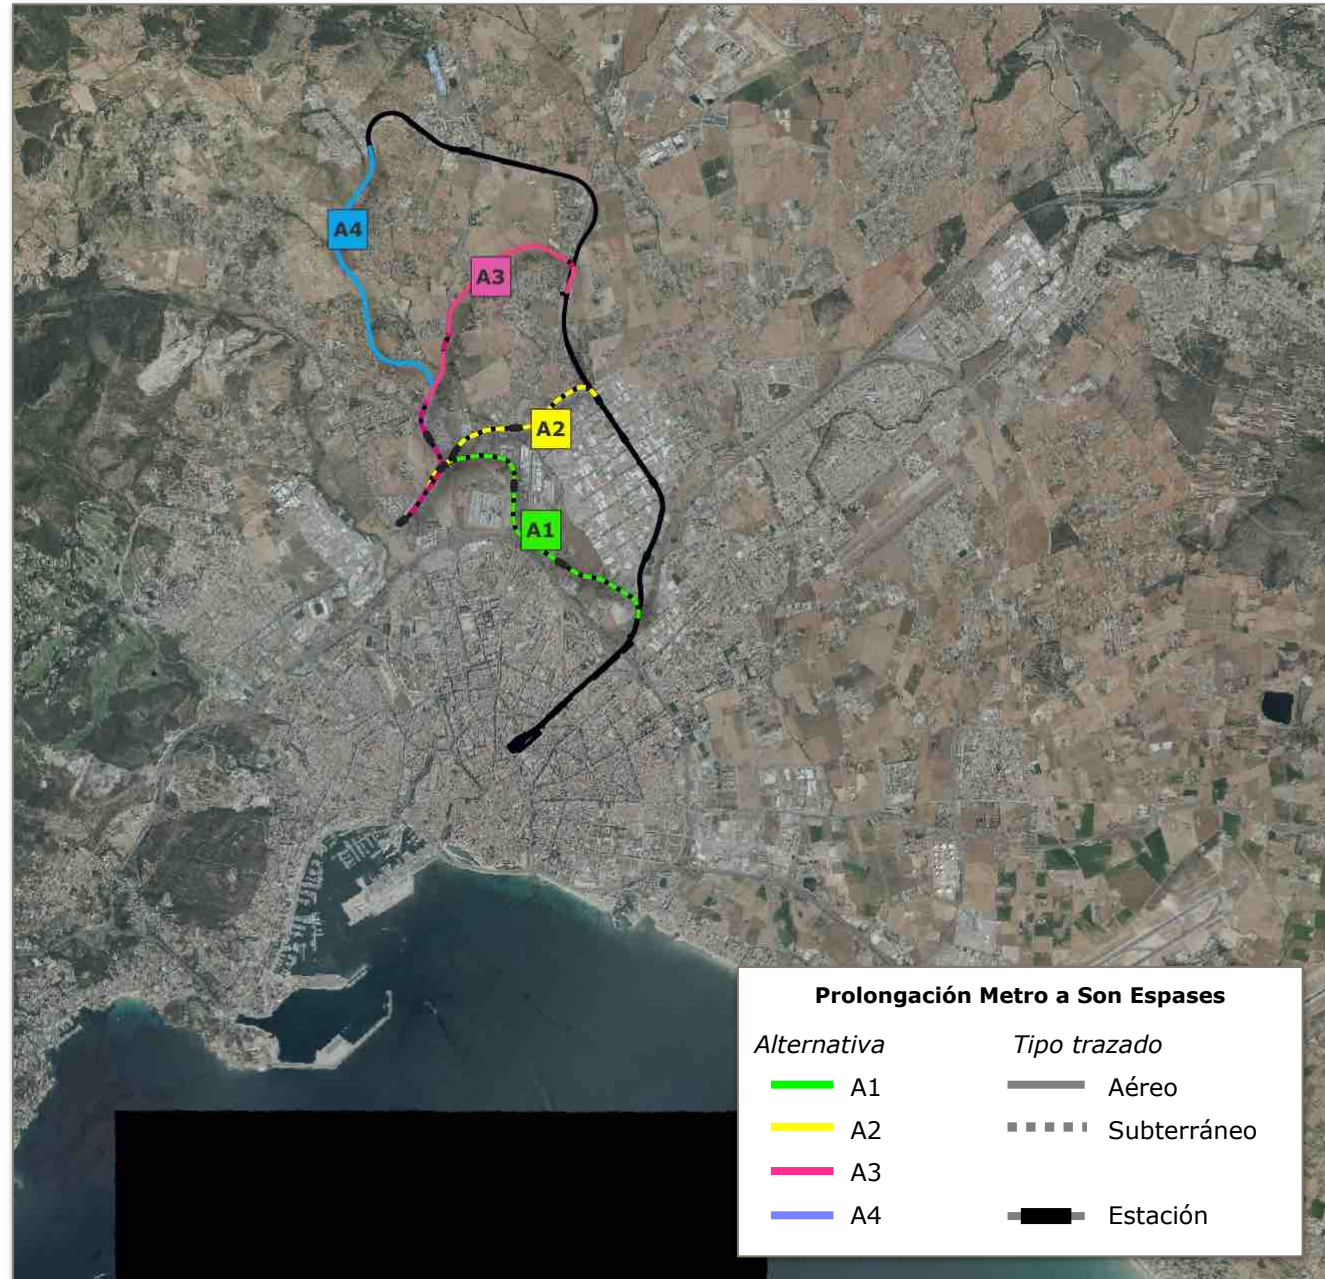 A4
A3
A2
A1
Prolongación Metro a Son Espases
Alternativa
Tipo trazado
A1
Aéreo
A2
Subterráneo
A3
A4
Estación